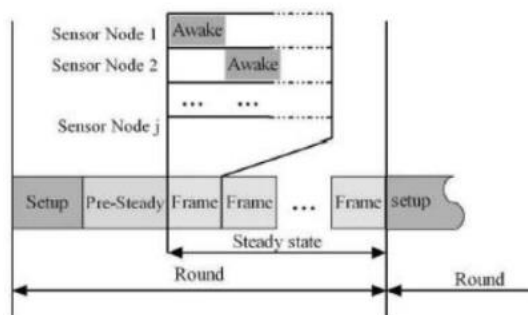 Sensor Node 1 Awake
Sensor Node 2 Awake
... ...
Sensor Node j
Setup Pre-Steady Frame Frame ... Frame setup
Steady state
Round Round